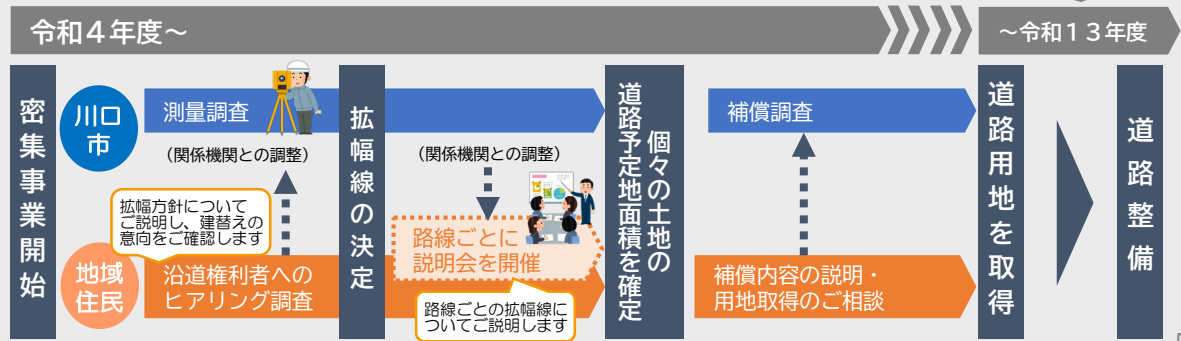 令和４年度～
～令和１３年度
密集事業開始
川口
市
測量調査
（関係機関との調整）
拡幅方針について
ご説明し、建替えの
意向をご確認します
地域
住民
沿道権利者への
ヒアリング調査
拡幅線の決定
（関係機関との調整）
路線ごとに
説明会を開催
路線ごとの拡幅線に
ついてご説明します
個々の土地の
道路予定地面積を確定
補償調査
補償内容の説明・
用地取得のご相談
道路用地を取得
道路整備